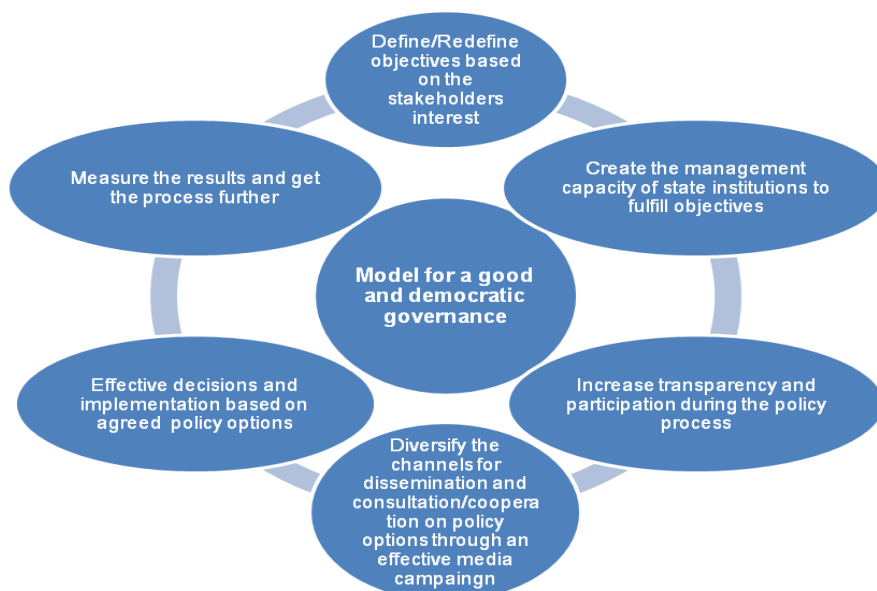 Define/Redefine
objectives based
on the
stakeholders
interest
Create the management
capacity of state institutions to
fulfill objectives
Increase transparency and
participation during the policy
process
Diversify the
channels for
dissemination and
consultation/coopera
tion on policy
options through an
effective media
campaingn
Effective decisions and
implementation based on
agreed policy options
Measure the results and get
the process further
Model for a good
and democratic
governance